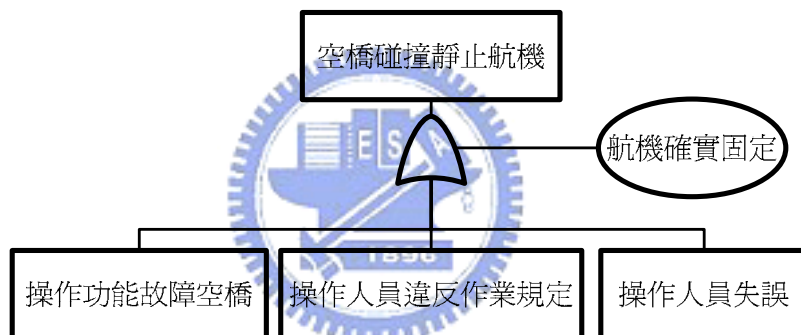 空橋碰撞靜止航機
航機確實固定
操作功能故障空橋
操作人員違反作業規定
操作人員失誤
E S A
1896